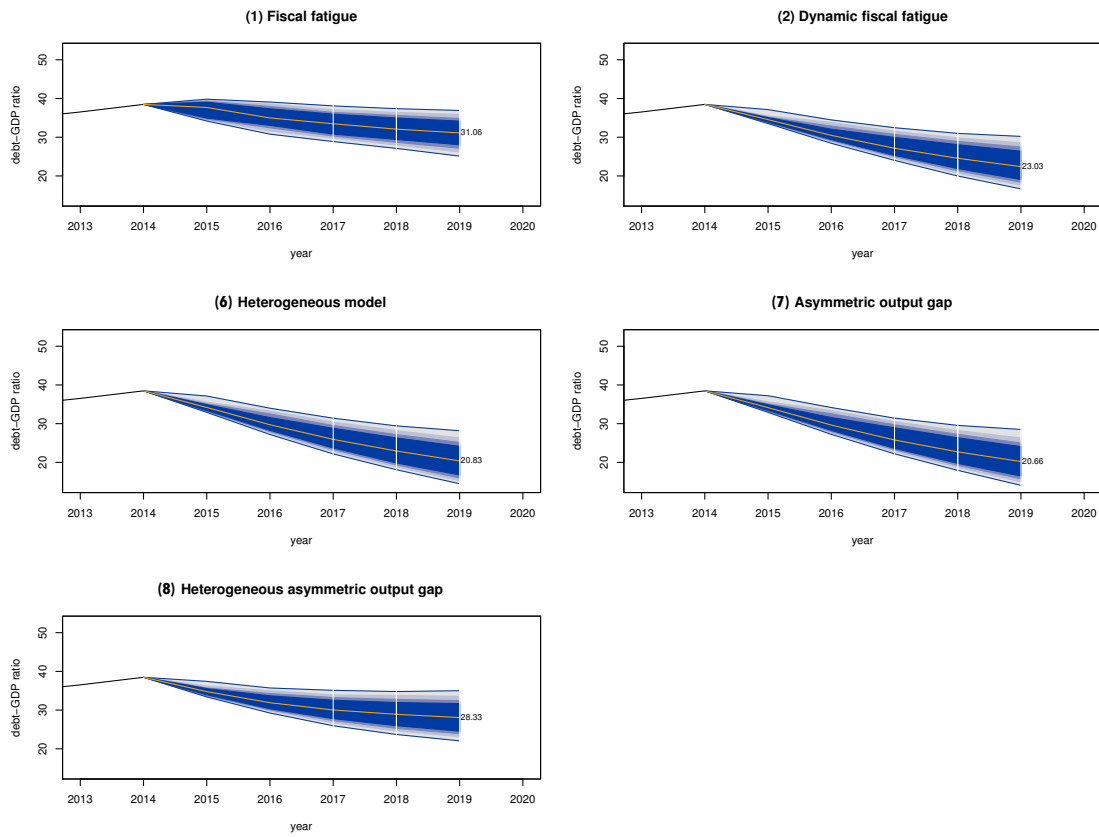 (1) Fiscal fatigue
debt−GDP ratio
50
40
30
20
31.06
2013 2014 2015 2016 2017 2018 2019 2020
year
(2) Dynamic fiscal fatigue
debt−GDP ratio
50
40
30
20
23.03
2013 2014 2015 2016 2017 2018 2019 2020
year
(6) Heterogeneous model
debt−GDP ratio
50
40
30
20
20.83
2013 2014 2015 2016 2017 2018 2019 2020
year
(7) Asymmetric output gap
debt−GDP ratio
50
40
30
20
20.66
2013 2014 2015 2016 2017 2018 2019 2020
year
(8) Heterogeneous asymmetric output gap
debt−GDP ratio
50
40
30
20
28.33
2013 2014 2015 2016 2017 2018 2019 2020
year